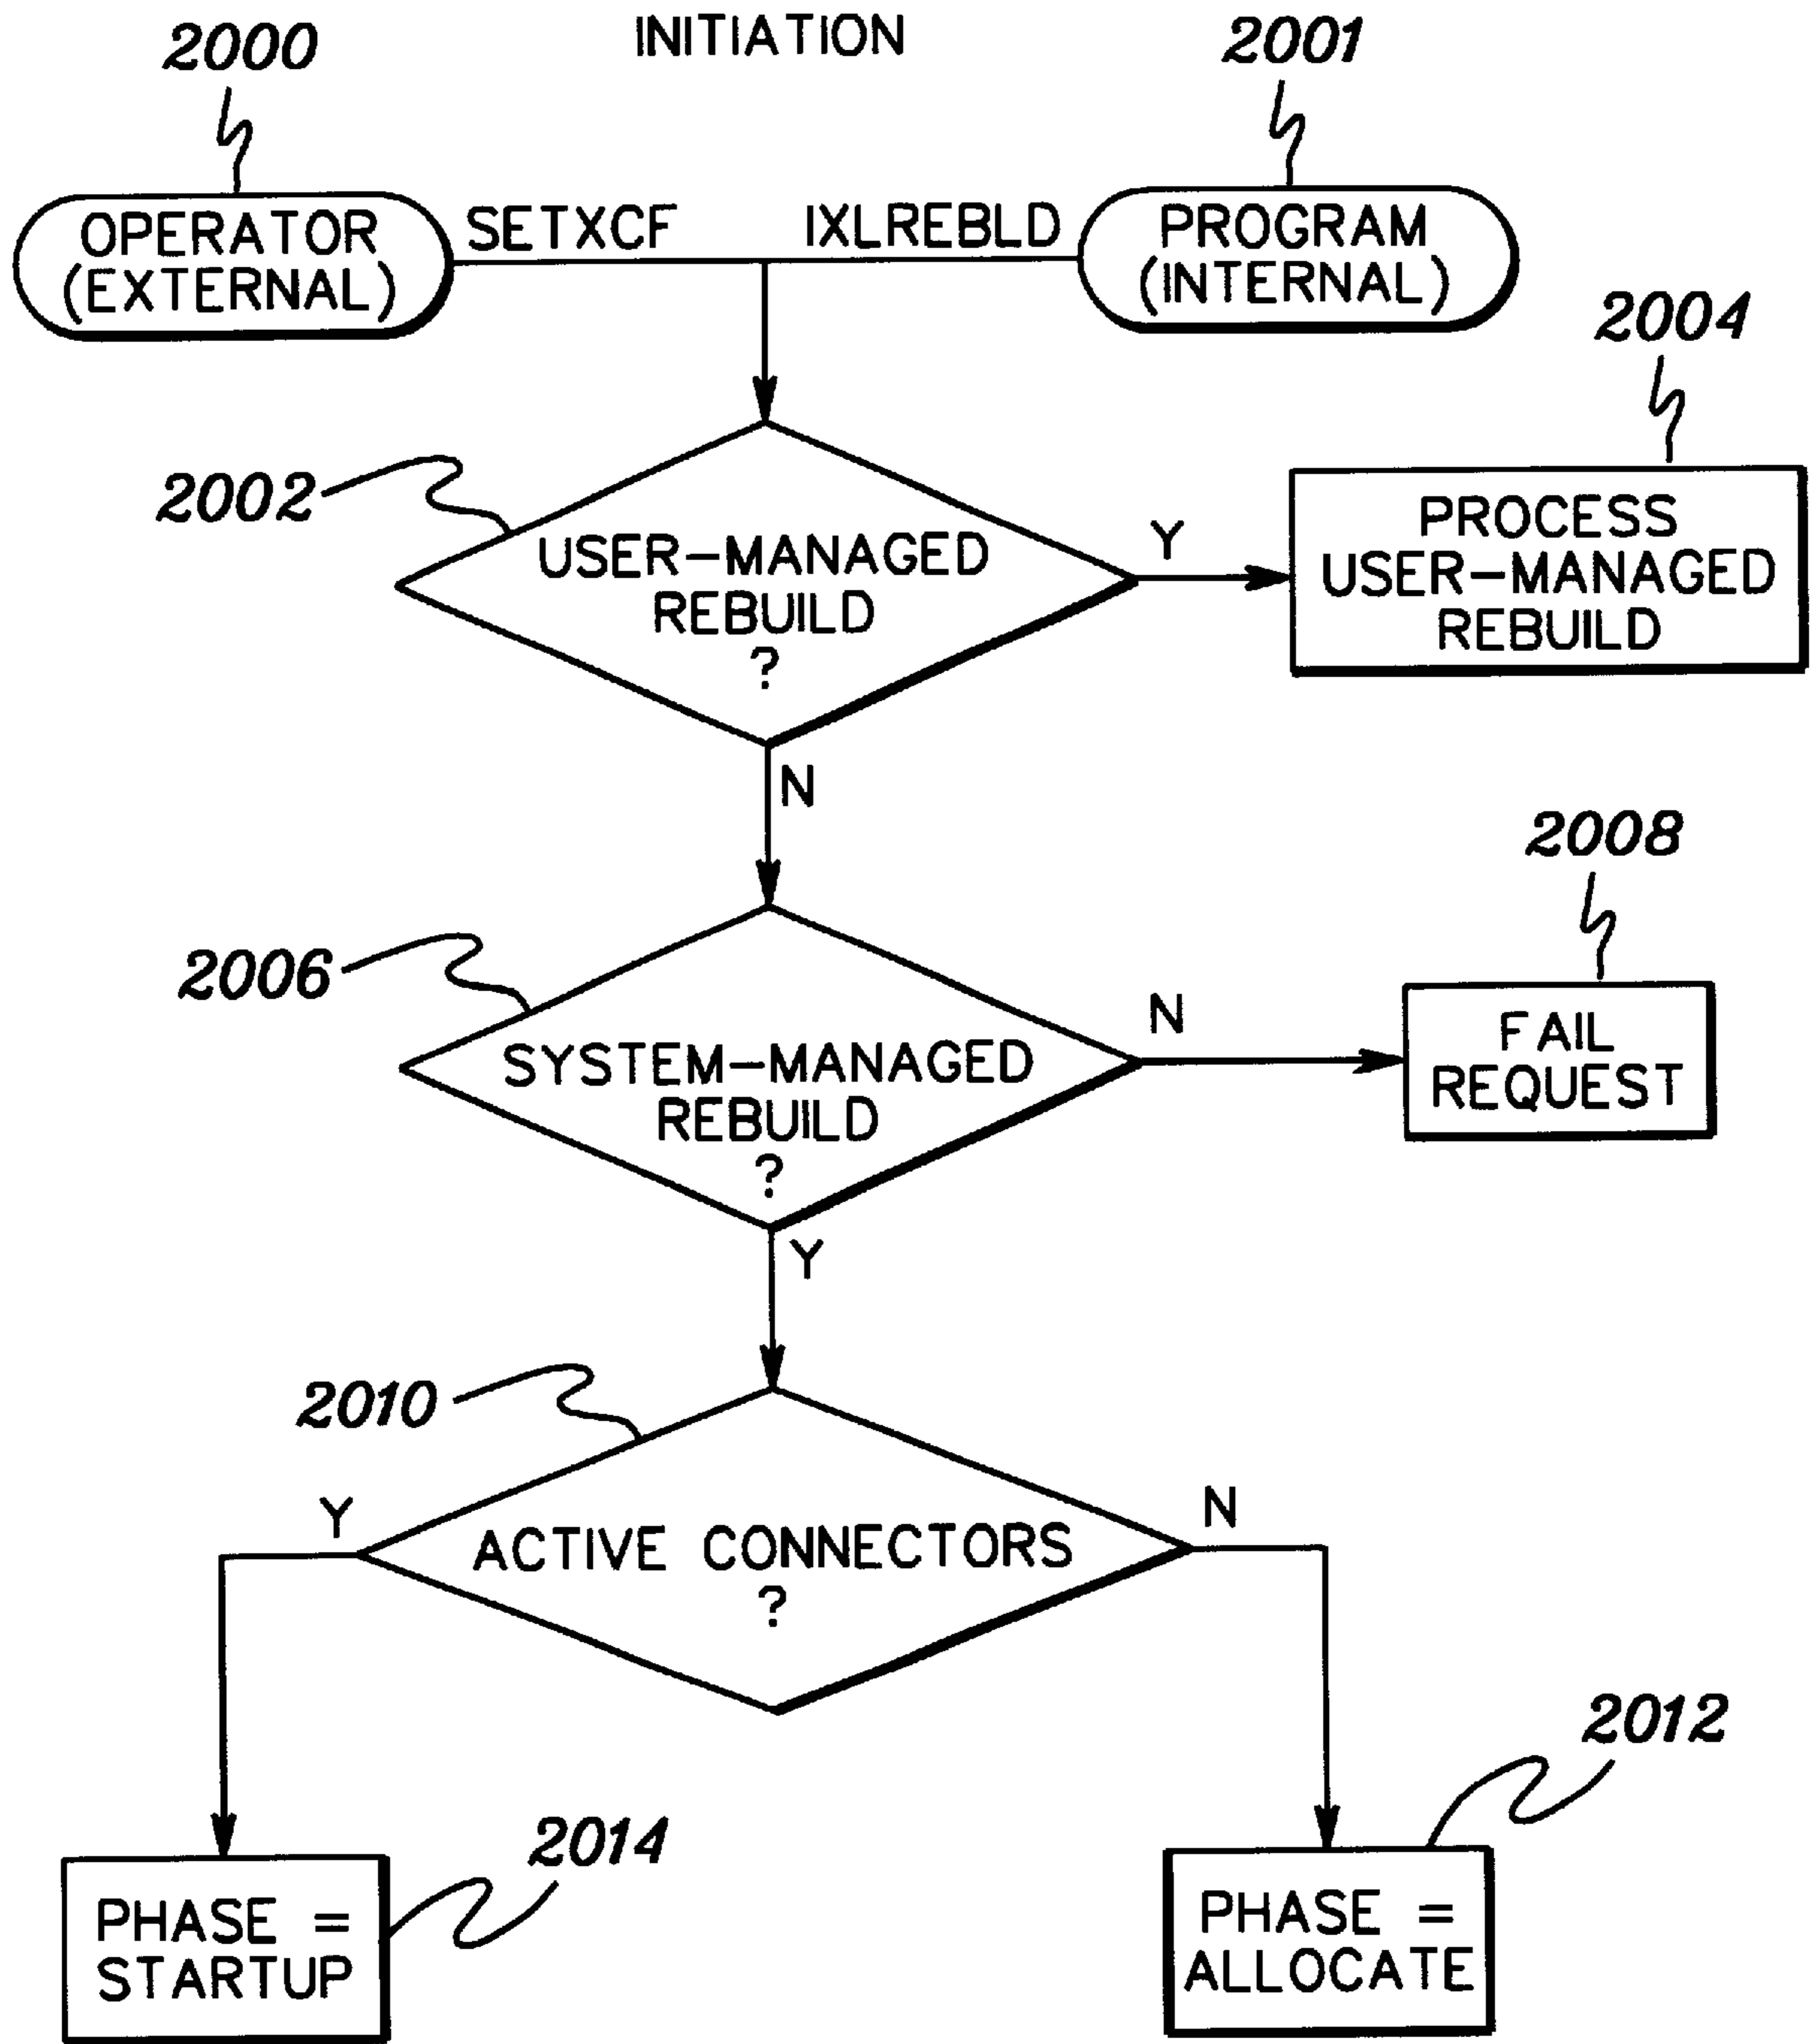 INITIATION
2000
2001
OPERATOR
(EXTERNAL)
SETXCF
IXLREBLD
PROGRAM
(INTERNAL)
2004
2002
USER-MANAGED
REBUILD
?
Y
PROCESS
USER-MANAGED
REBUILD
N
2008
2006
SYSTEM-MANAGED
REBUILD
?
N
FAIL
REQUEST
Y
2010
Y
ACTIVE CONNECTORS
?
N
2012
2014
PHASE =
STARTUP
PHASE =
ALLOCATE